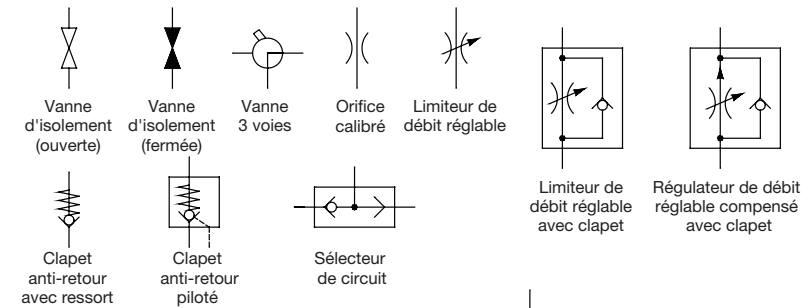 Vanne
d'isolement
(ouverte)
Vanne
d'isolement
(fermée)
Vanne
3 voies
Orifice
calibré
Limiteur de
débit réglable
Limiteur de
débit réglable
avec clapet
Régulateur de débit
réglable compensé
avec clapet
Clapet
anti-retour
avec ressort
Clapet
anti-retour
piloté
Sélecteur
de circuit